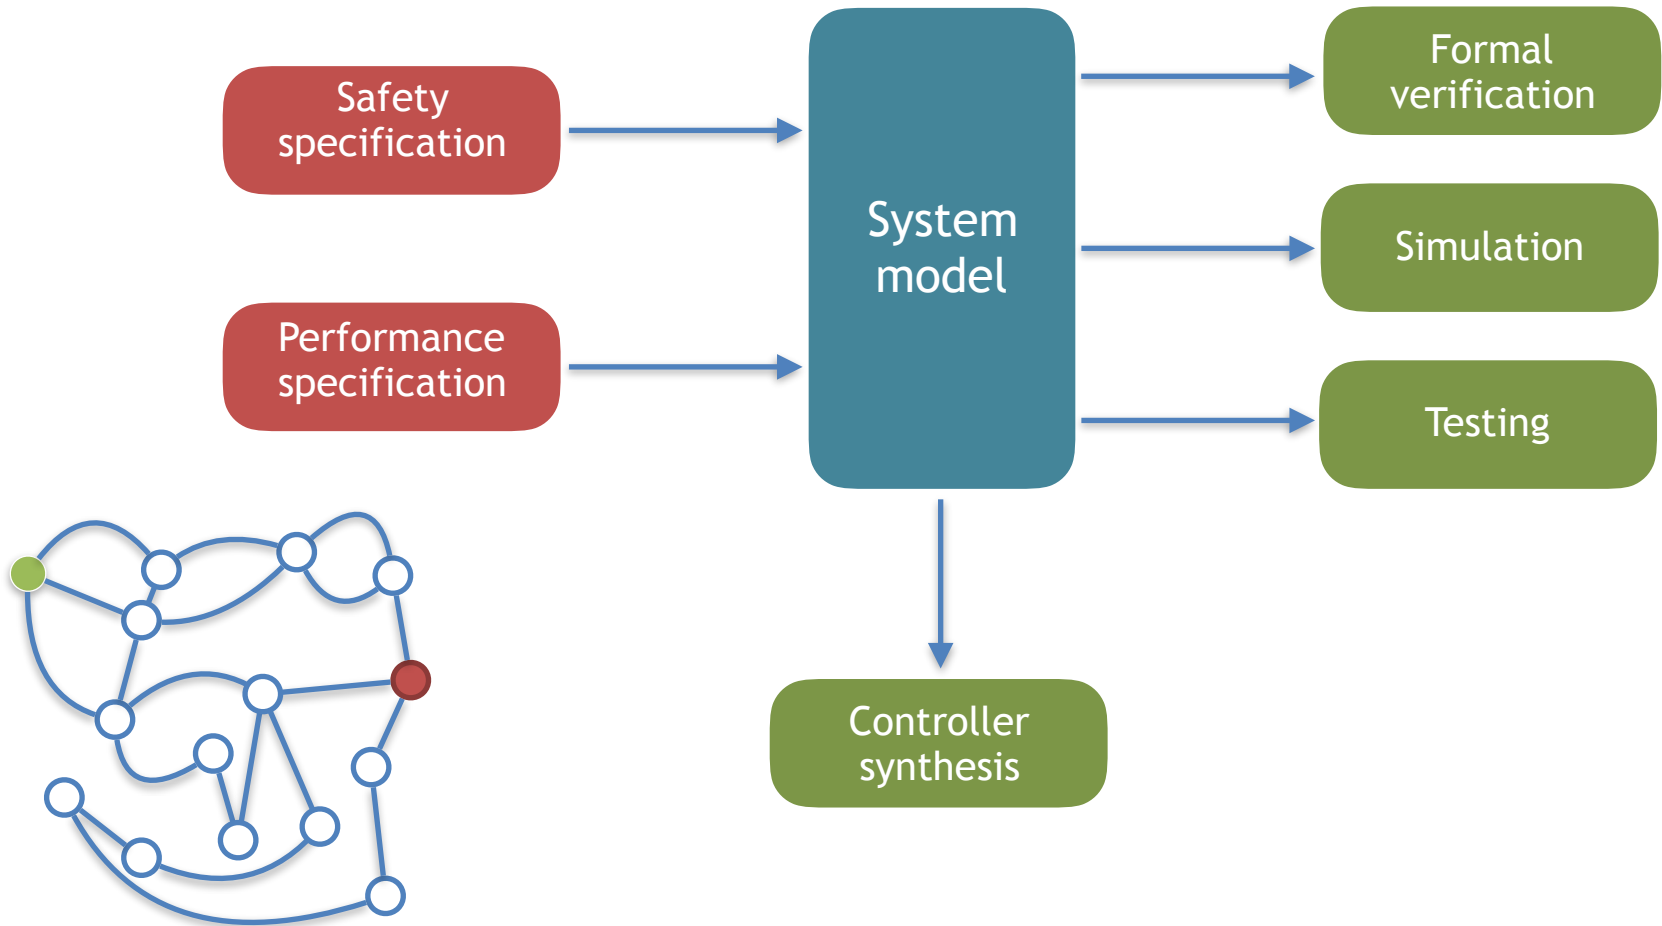 Safety
specification
Performance
specification
System
model
Formal
verification
Simulation
Testing
Controller
synthesis